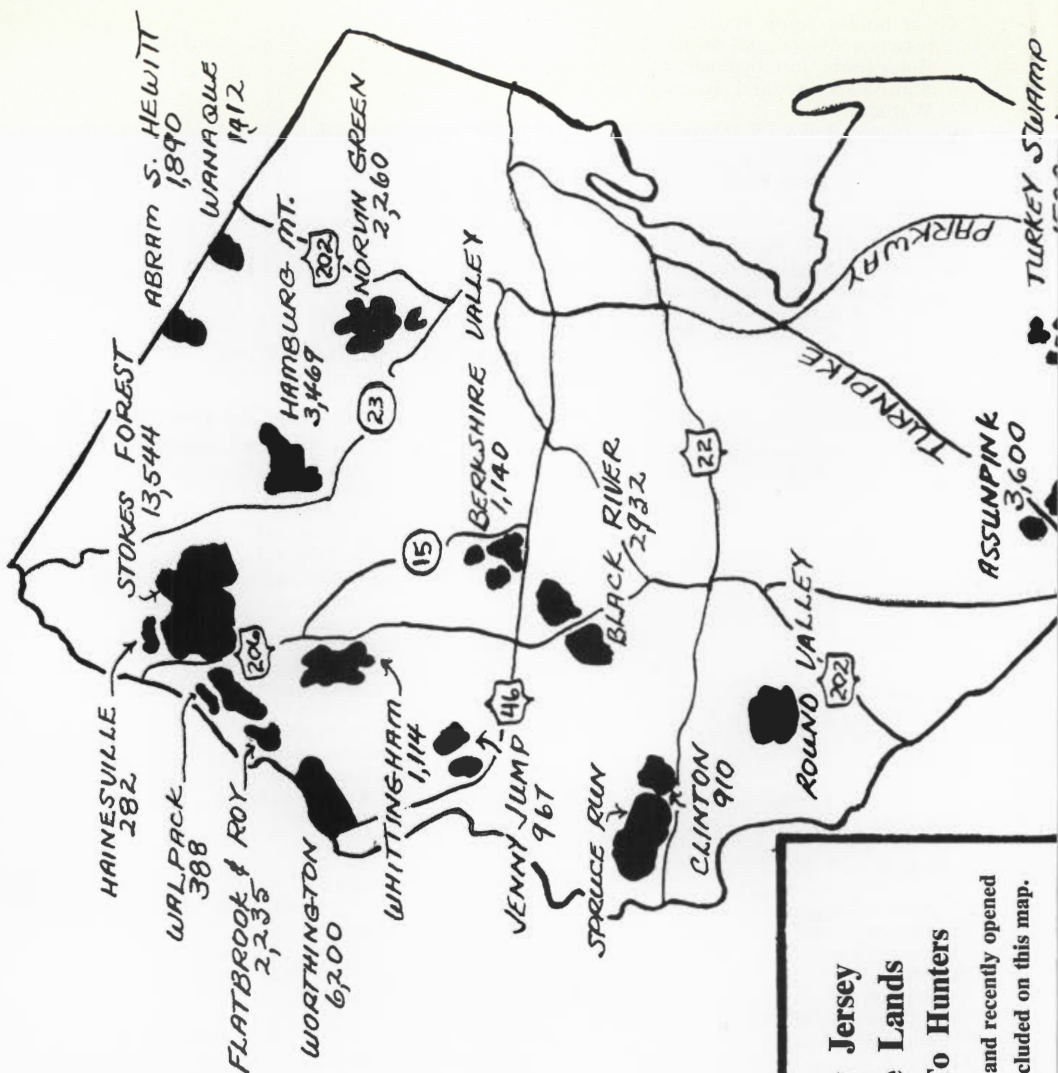 ABRAM S. HEWITT
1,890
WANAQUE
1412
STOKES FOREST
13,544
HAMBURG MT.
3,469
202
NORVIN GREEN
2,260
23
HAINESVILLE
282
WALPACK
388
FLATBROOK & ROY
2,235
WORTHINGTON
6,200
206
15
BERKSHIRE VALLEY
1,140
WHITTINGHAM
1,114
46
JENNY JUMP
967
BLACK RIVER
2932
22
SPRUCE RUN
CLINTON
910
ROUND VALLEY
202
PARKWAY
TURNPIKE
TURKEY SWAMP
ASSUNPINK
3,600
Jersey
Lands
To Hunters
and recently opened
cluded on this map.